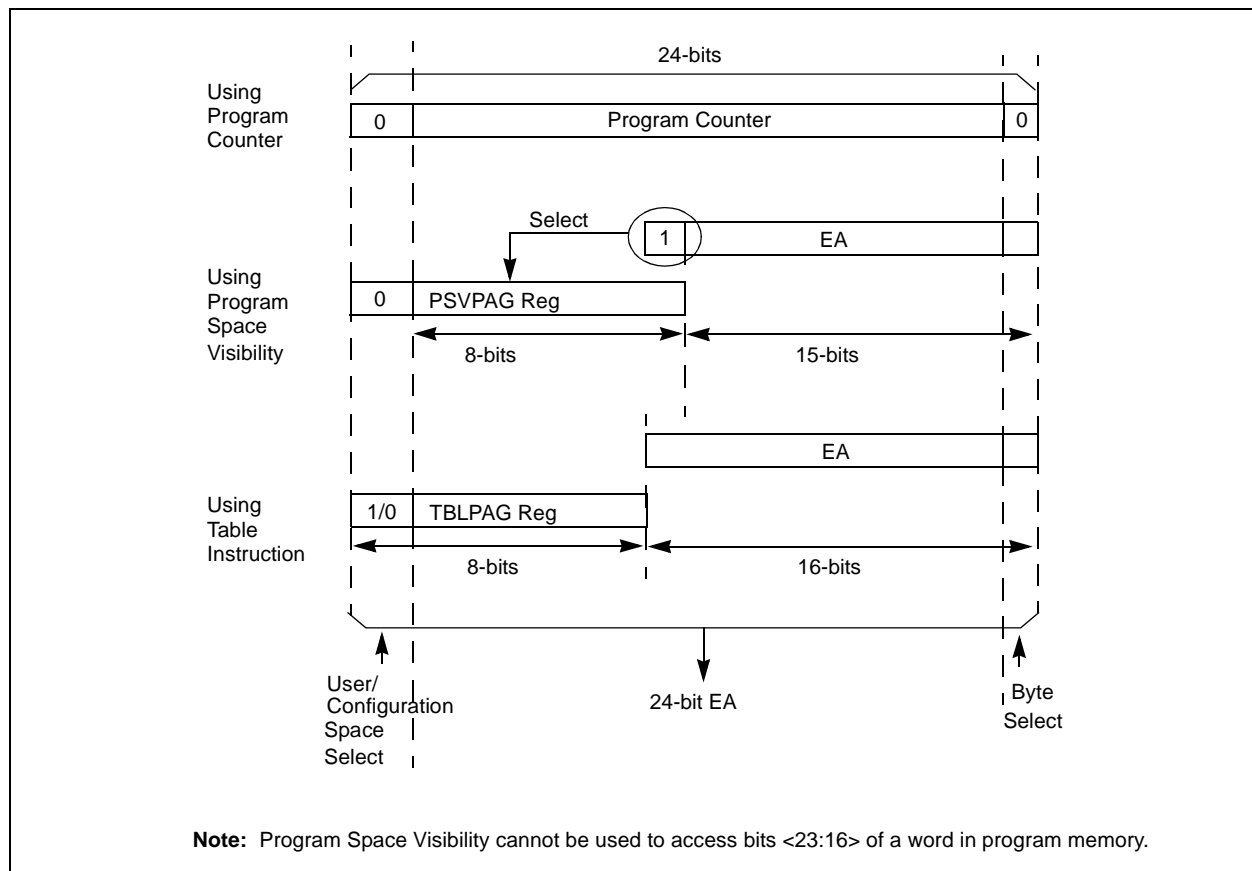 24-bits
Using
Program
Counter
0
Program Counter
0
Select
1
EA
Using
Program
Space
Visibility
0
PSVPAG Reg
8-bits
15-bits
EA
Using
Table
Instruction
1/0
TBLPAG Reg
8-bits
16-bits
User/
Configuration
Space
Select
24-bit EA
Byte
Select
Note: Program Space Visibility cannot be used to access bits <23:16> of a word in program memory.